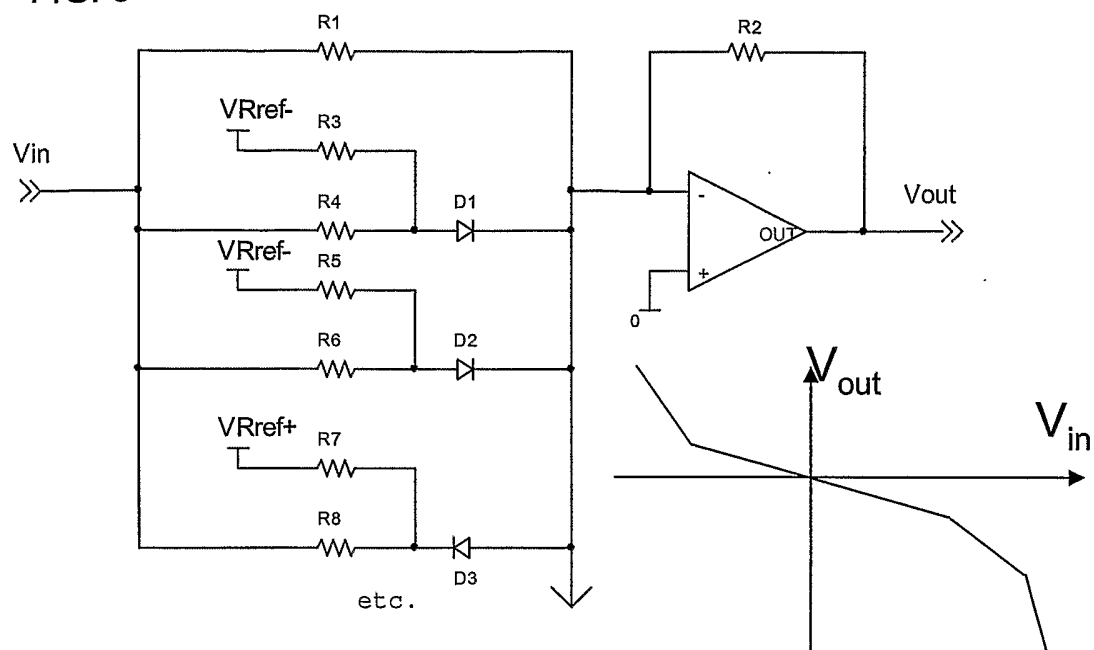 R1
R2
VRref-
R3
Vin
R4
D1
Vout
-
OUT
+
0
VRref-
R5
R6
D2
Vout
Vin
VRref+
R7
R8
D3
etc.